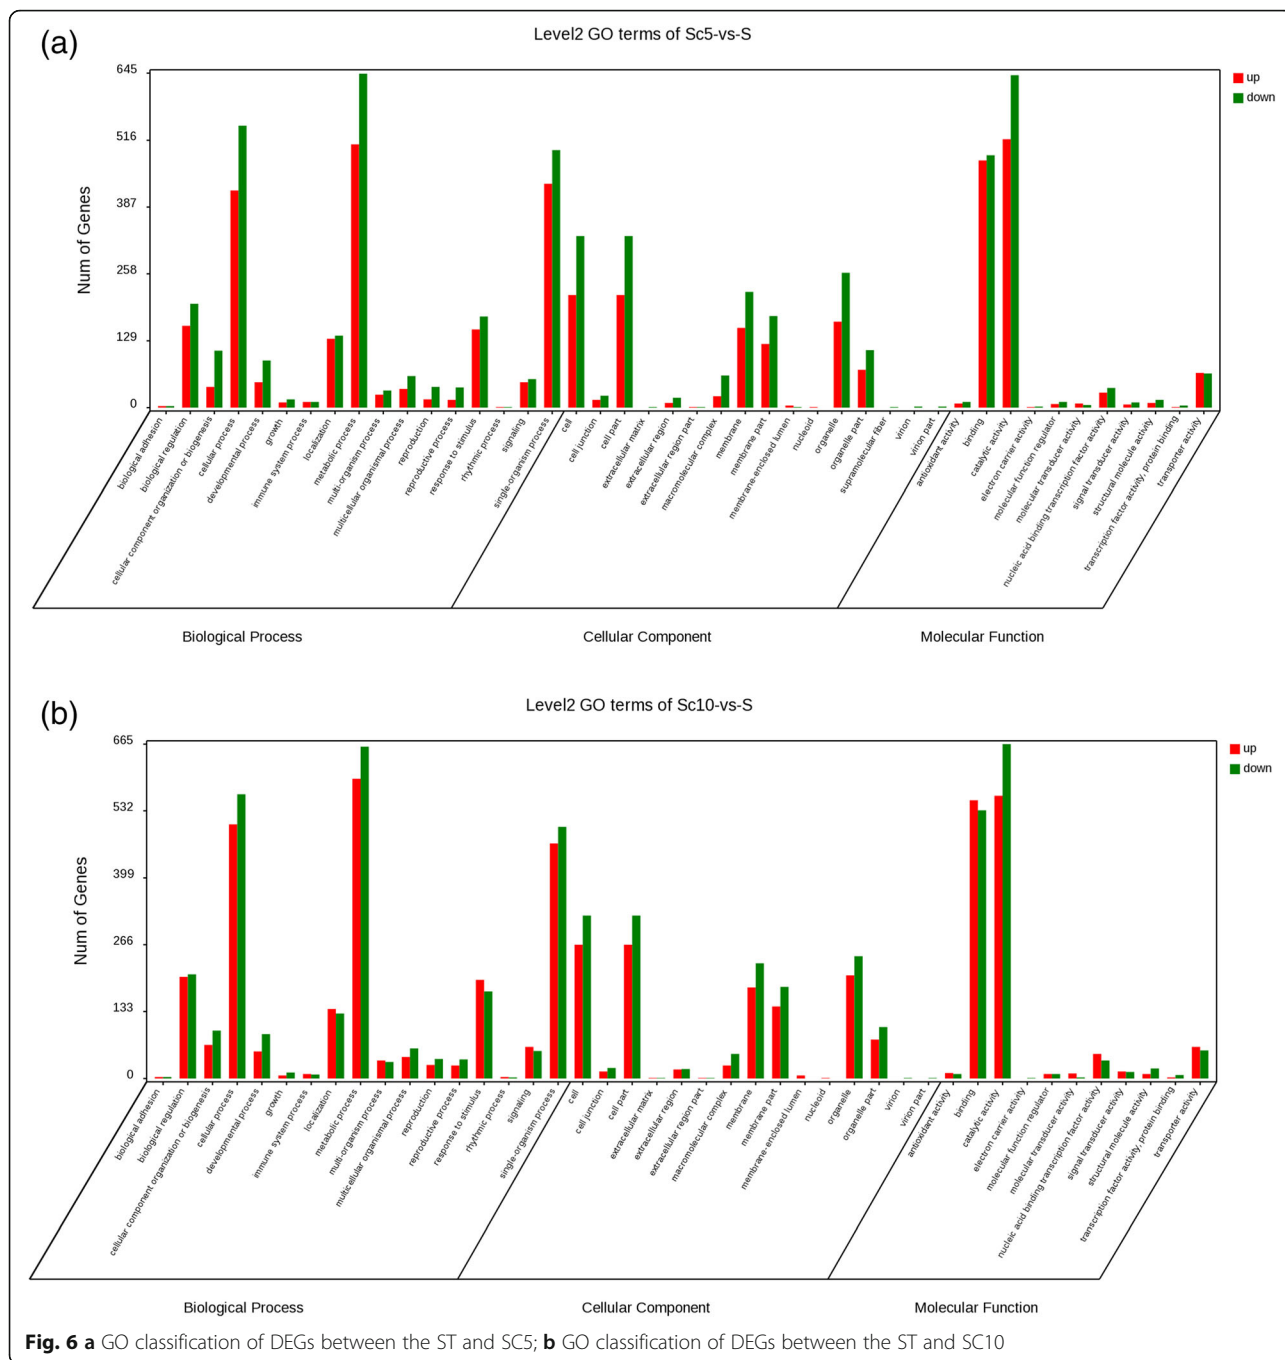 (a)
Level2 GO terms of Sc5-vs-S
645
516
387
258
129
0
Num of Genes
up
down
biological adhesion
biological regulation
cellular component organization or biogenesis
cellular process
developmental process
growth
immune system process
localization
metabolic process
multi-organism process
multicellular organismal process
reproduction
reproductive process
response to stimulus
rhythmic process
signaling
single-organism process
cell
cell junction
cell part
extracellular matrix
extracellular region
extracellular region part
macromolecular complex
membrane
membrane part
membrane-enclosed lumen
nucleoid
organelle
organelle part
supramolecular fiber
virion
virion part
antioxidant activity
binding
catalytic activity
electron carrier activity
molecular function regulator
molecular transducer activity
nucleic acid binding transcription factor activity
signal transducer activity
structural molecule activity
transcription factor activity, protein binding
transporter activity
Biological Process
Cellular Component
Molecular Function
(b)
Level2 GO terms of Sc10-vs-S
665
532
399
266
133
0
Num of Genes
up
down
biological adhesion
biological regulation
cellular component organization or biogenesis
cellular process
developmental process
growth
immune system process
localization
metabolic process
multi-organism process
multicellular organismal process
reproduction
reproductive process
response to stimulus
rhythmic process
signaling
single-organism process
cell
cell junction
cell part
extracellular matrix
extracellular region
extracellular region part
macromolecular complex
membrane
membrane part
membrane-enclosed lumen
nucleoid
organelle
organelle part
virion
virion part
antioxidant activity
binding
catalytic activity
electron carrier activity
molecular function regulator
molecular transducer activity
nucleic acid binding transcription factor activity
signal transducer activity
structural molecule activity
transcription factor activity, protein binding
transporter activity
Biological Process
Cellular Component
Molecular Function
Fig. 6 a GO classification of DEGs between the ST and SC5; b GO classification of DEGs between the ST and SC10